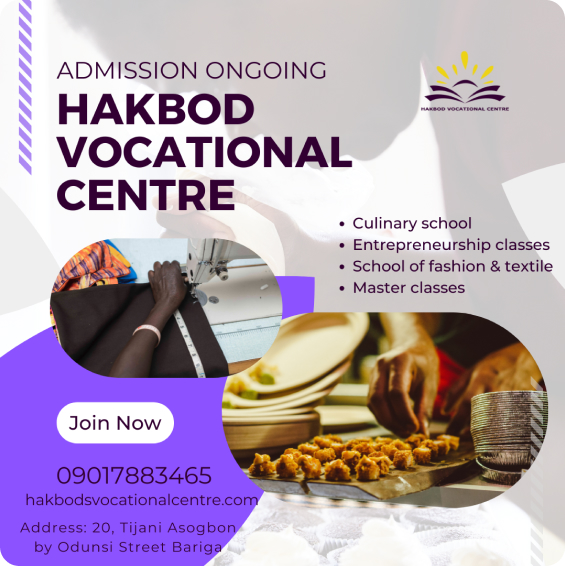 ADMISSION ONGOING
HAKBOD
VOCATIONAL
CENTRE
HAKBOD VOCATIONAL CENTRE
Culinary school
Entrepreneurship classes
School of fashion & textile
Master classes
Join Now
09017883465
hakbodsvocationalcentre.com
Address: 20, Tijani Asogbon
by Odunsi Street Bariga